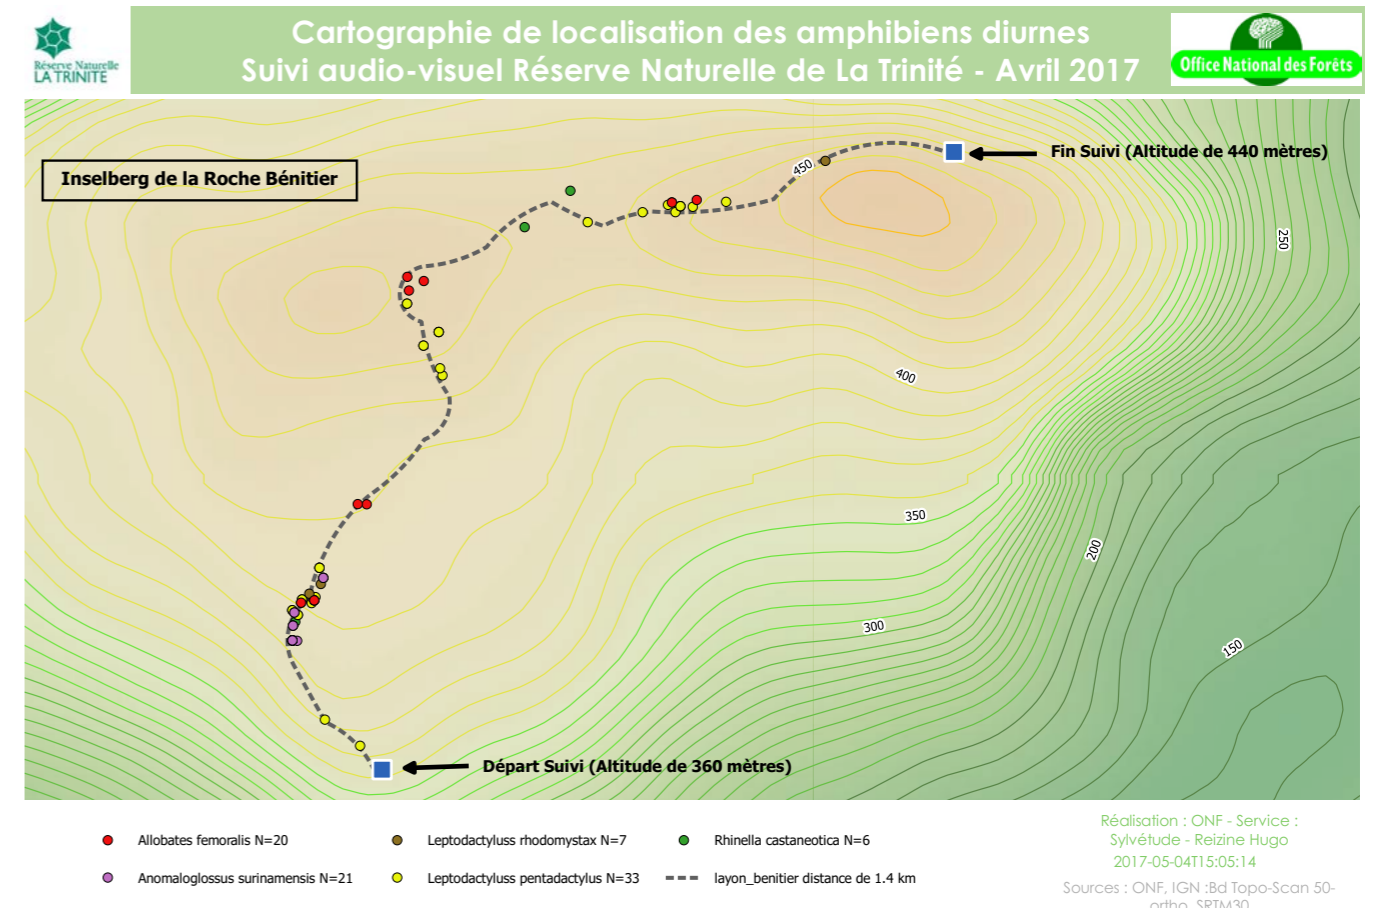 Cartographie de localisation des amphibiens diurnes
Suivi audio-visuel Réserve Naturelle de La Trinité - Avril 2017
Réserve Naturelle
LA TRINITÉ
Office National des Forêts
Inselberg de la Roche Bénitier
Fin Suivi (Altitude de 440 mètres)
450
250
400
350
200
300
150
Départ Suivi (Altitude de 360 mètres)
Allobates femoralis N=20
Leptodactyluss rhodomystax N=7
Rhinella castaneotica N=6
Anomaloglossus surinamensis N=21
Leptodactyluss pentadactylus N=33
layon_benitier distance de 1.4 km
Réalisation : ONF - Service :
Sylvétude - Reizine Hugo
2017-05-04T15:05:14
Sources : ONF, IGN :Bd Topo-Scan 50-
ortho, SRTM30